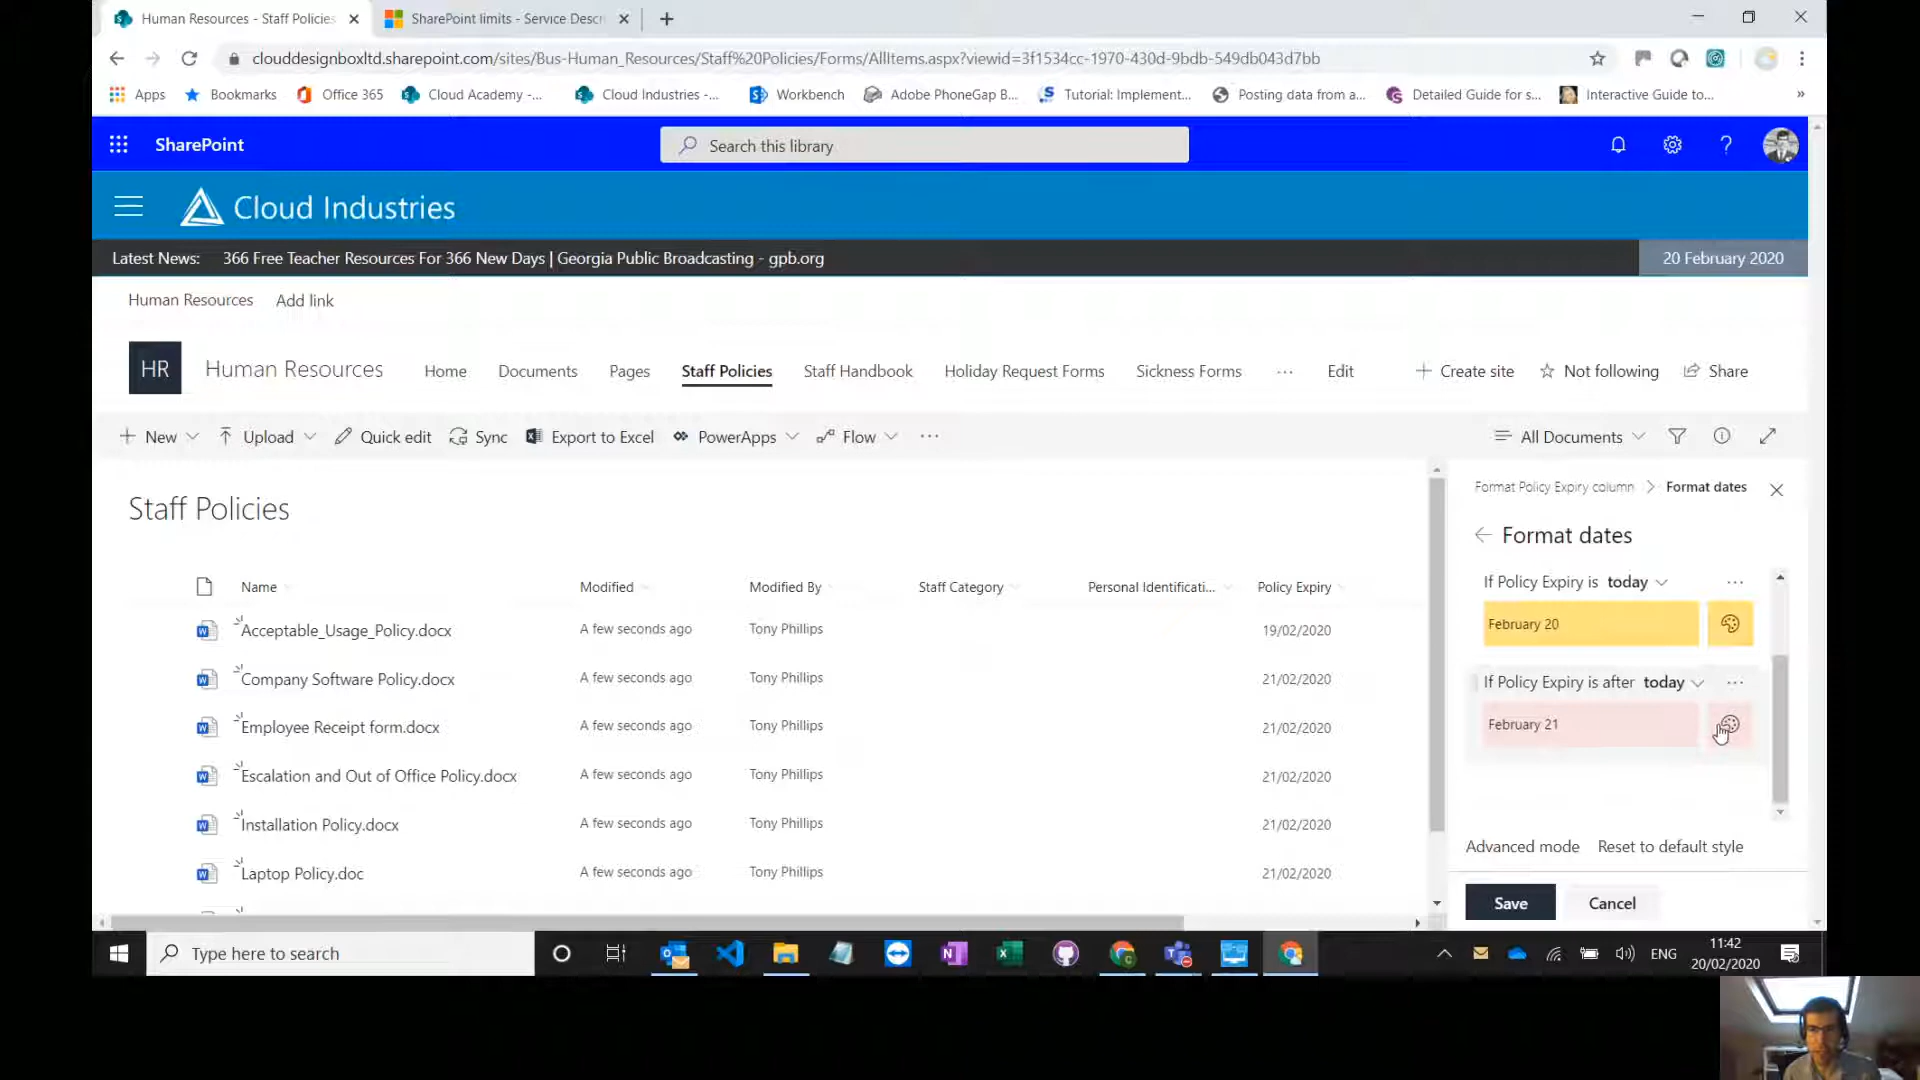 Human Resources - Staff Policies
SharePoint limits - Service Descr
clouddesignboxltd.sharepoint.com/sites/Bus-Human_Resources/Staff%20Policies/Forms/AllItems.aspx?viewid=3f1534cc-1970-430d-9bdb-549db043d7bb
Apps
Bookmarks
Office 365
Cloud Academy -...
Cloud Industries -...
Workbench
Adobe PhoneGap B...
Tutorial: Implement...
Posting data from a...
Detailed Guide for s...
Interactive Guide to...
SharePoint
Search this library
Cloud Industries
Latest News: 366 Free Teacher Resources For 366 New Days | Georgia Public Broadcasting - gpb.org
20 February 2020
Human Resources
Add link
HR
Human Resources
Home
Documents
Pages
Staff Policies
Staff Handbook
Holiday Request Forms
Sickness Forms
Edit
Create site
Not following
Share
New
Upload
Quick edit
Sync
Export to Excel
PowerApps
Flow
All Documents
Format Policy Expiry column > Format dates
Format dates
Staff Policies
Name Modified Modified By Staff Category Personal Identificati... Policy Expiry
Acceptable_Usage_Policy.docx A few seconds ago Tony Phillips 19/02/2020
Company Software Policy.docx A few seconds ago Tony Phillips 21/02/2020
Employee Receipt form.docx A few seconds ago Tony Phillips 21/02/2020
Escalation and Out of Office Policy.docx A few seconds ago Tony Phillips 21/02/2020
Installation Policy.docx A few seconds ago Tony Phillips 21/02/2020
Laptop Policy.doc A few seconds ago Tony Phillips 21/02/2020
If Policy Expiry is today
February 20
If Policy Expiry is after today
February 21
Advanced mode
Reset to default style
Save
Cancel
Type here to search
ENG
11:42
20/02/2020